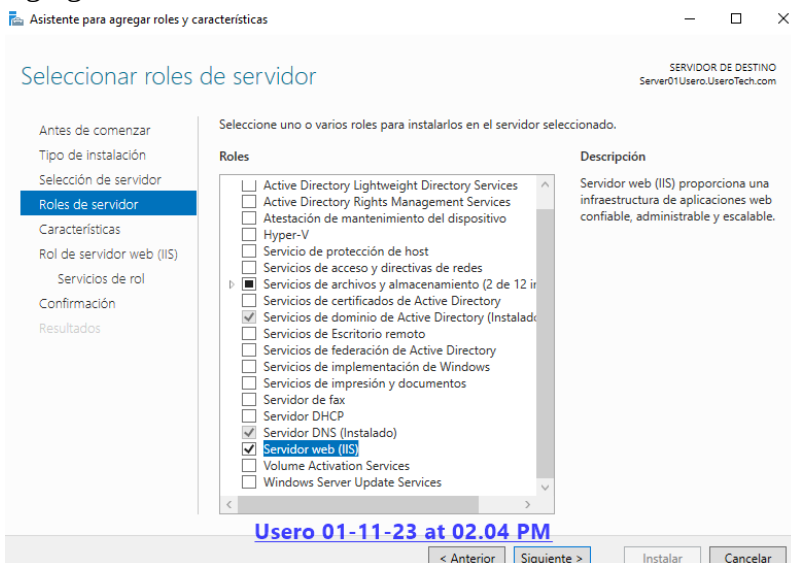 Asistente para agregar roles y características
Seleccionar roles de servidor
SERVIDOR DE DESTINO
Server01Usero.UseroTech.com
Antes de comenzar
Tipo de instalación
Selección de servidor
Roles de servidor
Características
Rol de servidor web (IIS)
Servicios de rol
Confirmación
Resultados
Seleccione uno o varios roles para instalarlos en el servidor seleccionado.
Roles
Active Directory Lightweight Directory Services
Active Directory Rights Management Services
Atestación de mantenimiento del dispositivo
Hyper-V
Servicio de protección de host
Servicios de acceso y directivas de redes
Servicios de archivos y almacenamiento (2 de 12 in
Servicios de certificados de Active Directory
Servicios de dominio de Active Directory (Instalado
Servicios de Escritorio remoto
Servicios de federación de Active Directory
Servicios de implementación de Windows
Servicios de impresión y documentos
Servidor de fax
Servidor DHCP
Servidor DNS (Instalado)
Servidor web (IIS)
Volume Activation Services
Windows Server Update Services
Descripción
Servidor web (IIS) proporciona una
infraestructura de aplicaciones web
confiable, administrable y escalable.
Usero 01-11-23 at 02.04 PM
< Anterior
Siguiente >
Instalar
Cancelar